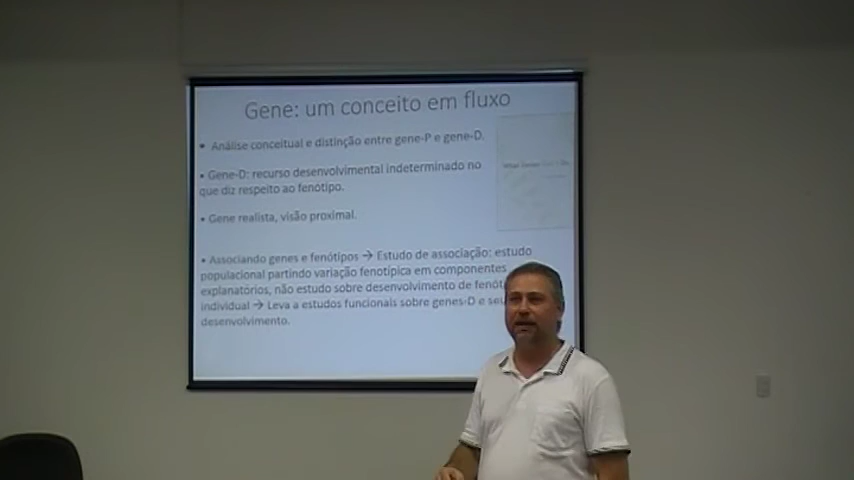 Gene: um conceito em fluxo
• Análise conceitual e distinção entre gene-P e gene-D.
• Gene-D: recurso desenvolvimental indeterminado no
que diz respeito ao fenótipo.
• Gene realista, visão proximal.
• Associando genes e fenótipos → Estudo de associação: estudo
populacional partindo variação fenotípica em componentes
explanatórios, não estudo sobre desenvolvimento de
individual → Leva a estudos funcionais sobre genes-D e
desenvolvimento.